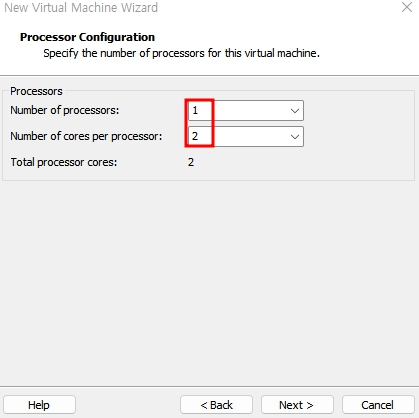 New Virtual Machine Wizard
Processor Configuration
Specify the number of processors for this virtual machine.
Processors
Number of processors: 1
Number of cores per processor: 2
Total processor cores: 2
Help < Back Next > Cancel